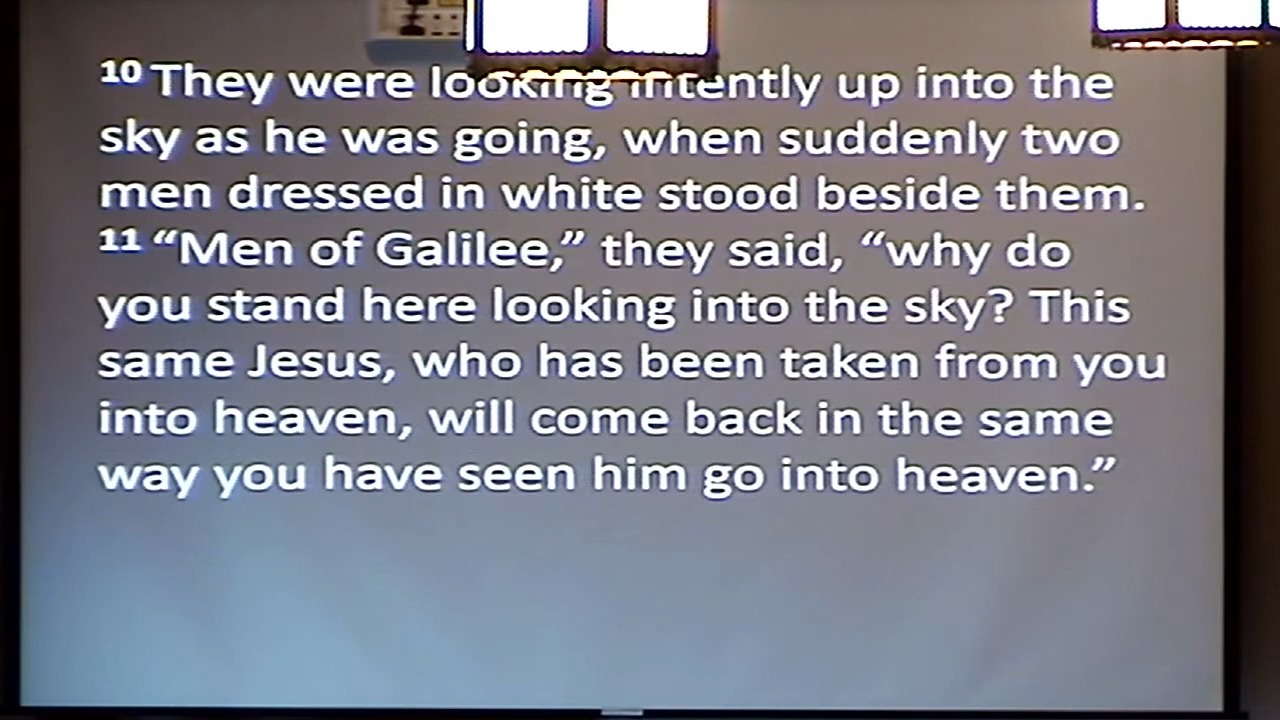 10 They were looking intently up into the
sky as he was going, when suddenly two
men dressed in white stood beside them.
11 “Men of Galilee,” they said, “why do
you stand here looking into the sky? This
same Jesus, who has been taken from you
into heaven, will come back in the same
way you have seen him go into heaven.”